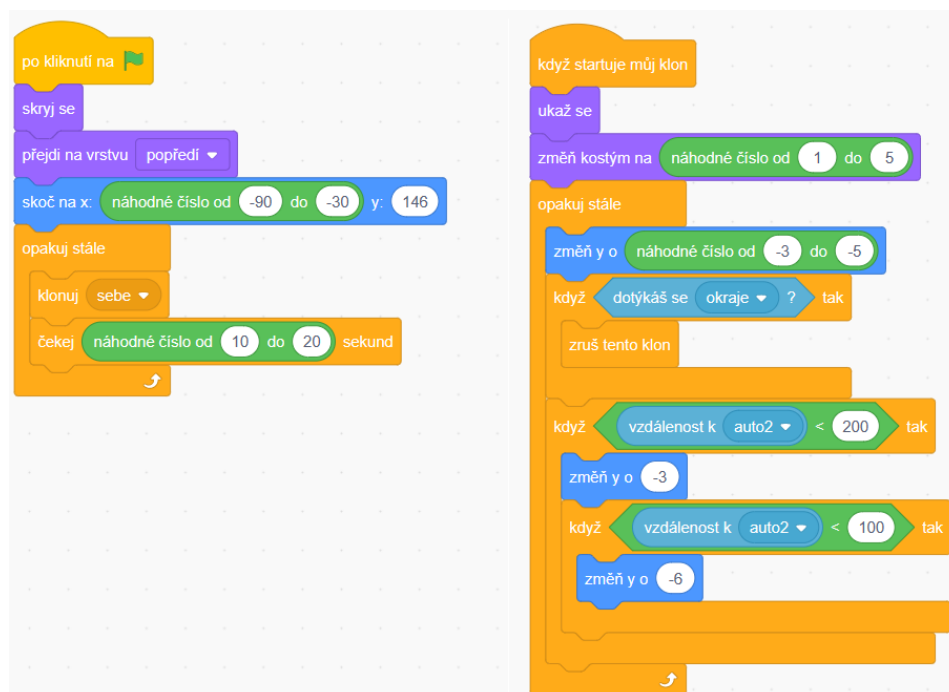 po kliknutí na
skryj se
přejdi na vrstvu popředí
skoč na x: náhodné číslo od -90 do -30 y: 146
opakuj stále
klonuj sebe
čekej náhodné číslo od 10 do 20 sekund
když startuje můj klon
ukaž se
změň kostým na náhodné číslo od 1 do 5
opakuj stále
změň y o náhodné číslo od -3 do -5
když dotýkáš se okraje ? tak
zruš tento klon
když vzdálenost k auto2 < 200 tak
změň y o -3
když vzdálenost k auto2 < 100 tak
změň y o -6